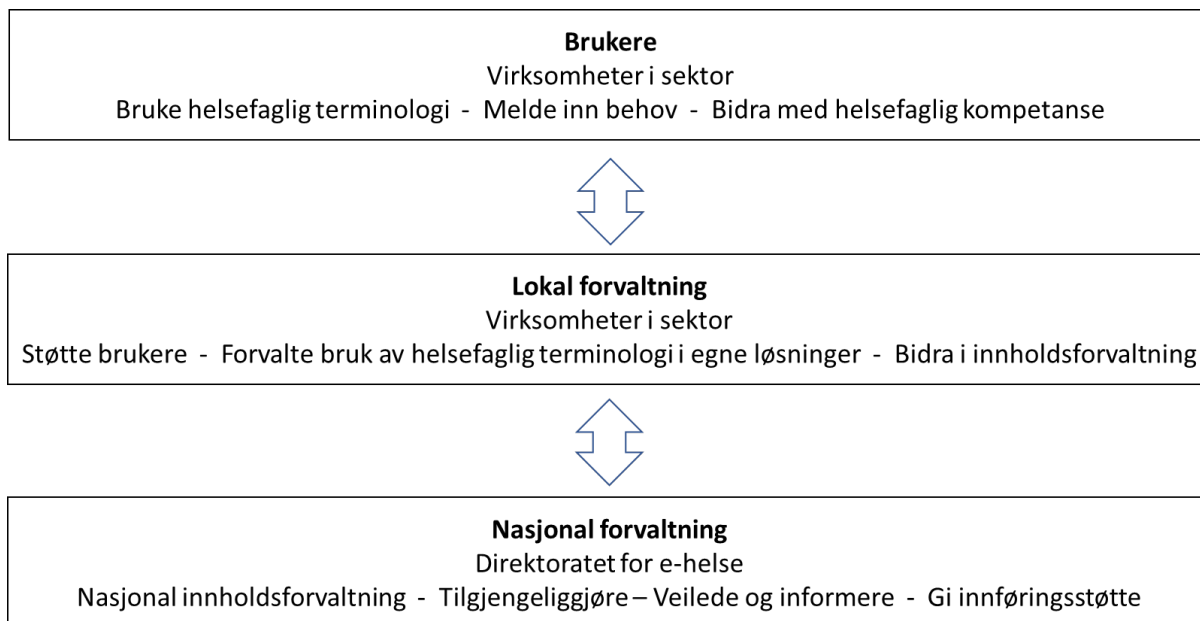 Brukere
Virksomheter i sektor
Bruke helsefaglig terminologi - Melde inn behov - Bidra med helsefaglig kompetanse
Lokal forvaltning
Virksomheter i sektor
Støtte brukere - Forvalte bruk av helsefaglig terminologi i egne løsninger - Bidra i innholdsforvaltning
Nasjonal forvaltning
Direktoratet for e-helse
Nasjonal innholdsforvaltning - Tilgjengeliggjøre – Veilede og informere - Gi innføringsstøtte